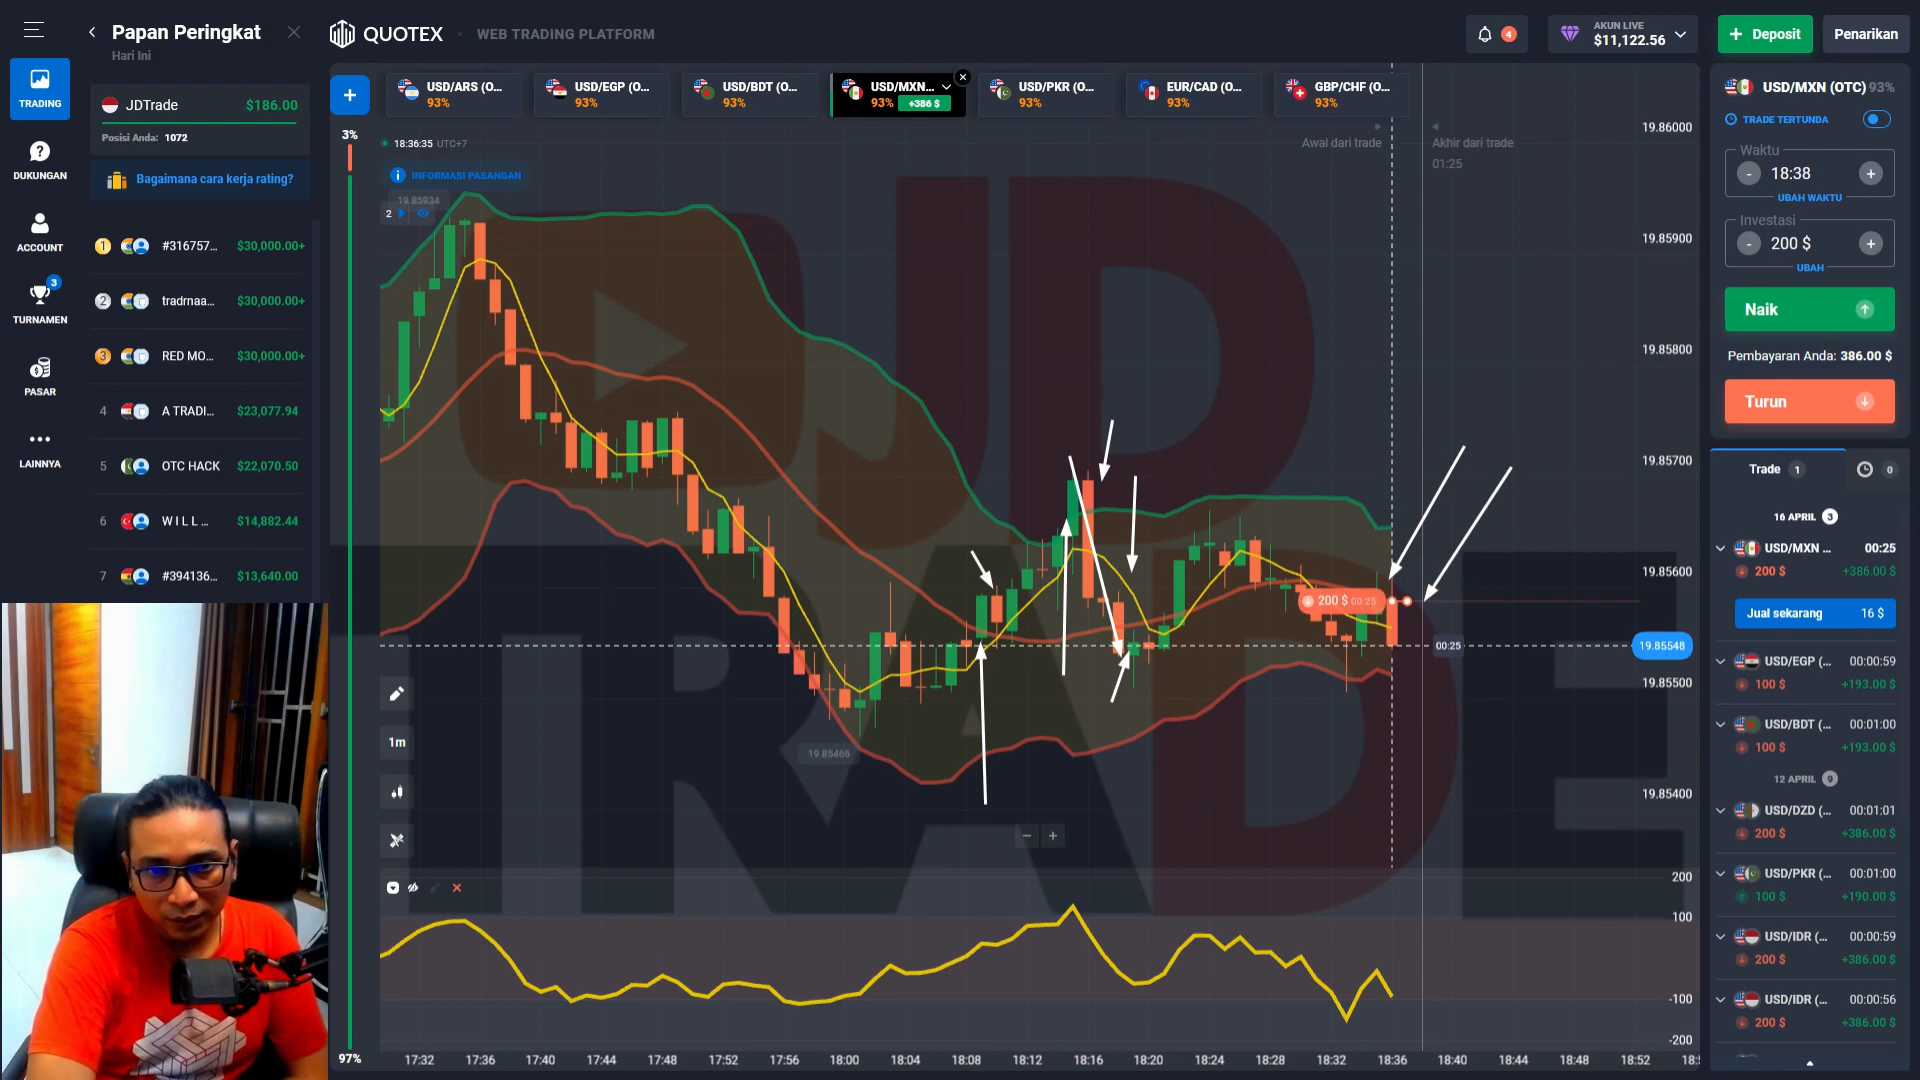 Papan Peringkat
Hari Ini
JDTrade $186.00
Posisi Anda: 1072
Bagaimana cara kerja rating?
1 #316757... $30,000.00+
2 tradrnaa... $30,000.00+
3 RED MO... $30,000.00+
4 A TRADI... $23,077.94
5 OTC HACK $22,070.50
6 W I L L ... $14,882.44
7 #394136... $13,640.00
TRADING
DUKUNGAN
ACCOUNT
3
TURNAMEN
PASAR
LAINNYA
QUOTEX
WEB TRADING PLATFORM
4
AKUN LIVE
$11,122.56
+ Deposit
Penarikan
+
USD/ARS (O... 93%
USD/EGP (O... 93%
USD/BDT (O... 93%
USD/MXN... 93% +386 $
USD/PKR (O... 93%
EUR/CAD (O... 93%
GBP/CHF (O... 93%
3%
97%
18:36:35 UTC+7
INFORMASI PASANGAN
19.85934
2
Awal dari trade
Akhir dari trade
01:25
JD
TRADE
200 $ 00:25
00:25
19.85466
1m
- +
19.86000
19.85900
19.85800
19.85700
19.85600
19.85548
19.85500
19.85400
200
100
-100
-200
17:32 17:36 17:40 17:44 17:48 17:52 17:56 18:00 18:04 18:08 18:12 18:16 18:20 18:24 18:28 18:32 18:36 18:40 18:44 18:48 18:52
USD/MXN (OTC) 93%
TRADE TERTUNDA
Waktu
- 18:38 +
UBAH WAKTU
Investasi
- 200 $ +
UBAH
Naik
Pembayaran Anda: 386.00 $
Turun
Trade 1
0
16 APRIL 3
USD/MXN ... 00:25
200 $ +386.00 $
Jual sekarang 16 $
USD/EGP (... 00:00:59
100 $ +193.00 $
USD/BDT (... 00:01:00
100 $ +193.00 $
12 APRIL 9
USD/DZD (... 00:01:01
200 $ +386.00 $
USD/PKR (... 00:01:00
100 $ +190.00 $
USD/IDR (... 00:00:59
200 $ +386.00 $
USD/IDR (... 00:00:56
200 $ +386.00 $